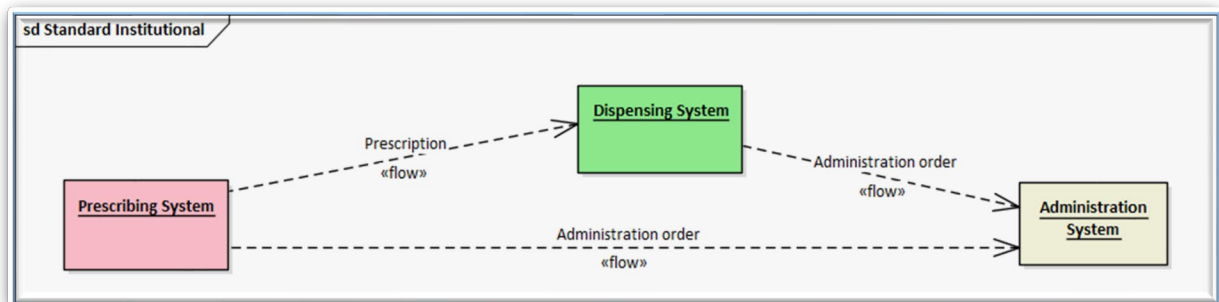 sd Standard Institutional
Dispensing System
Prescription
«flow»
Administration order
«flow»
Prescribing System
Administration
System
Administration order
«flow»